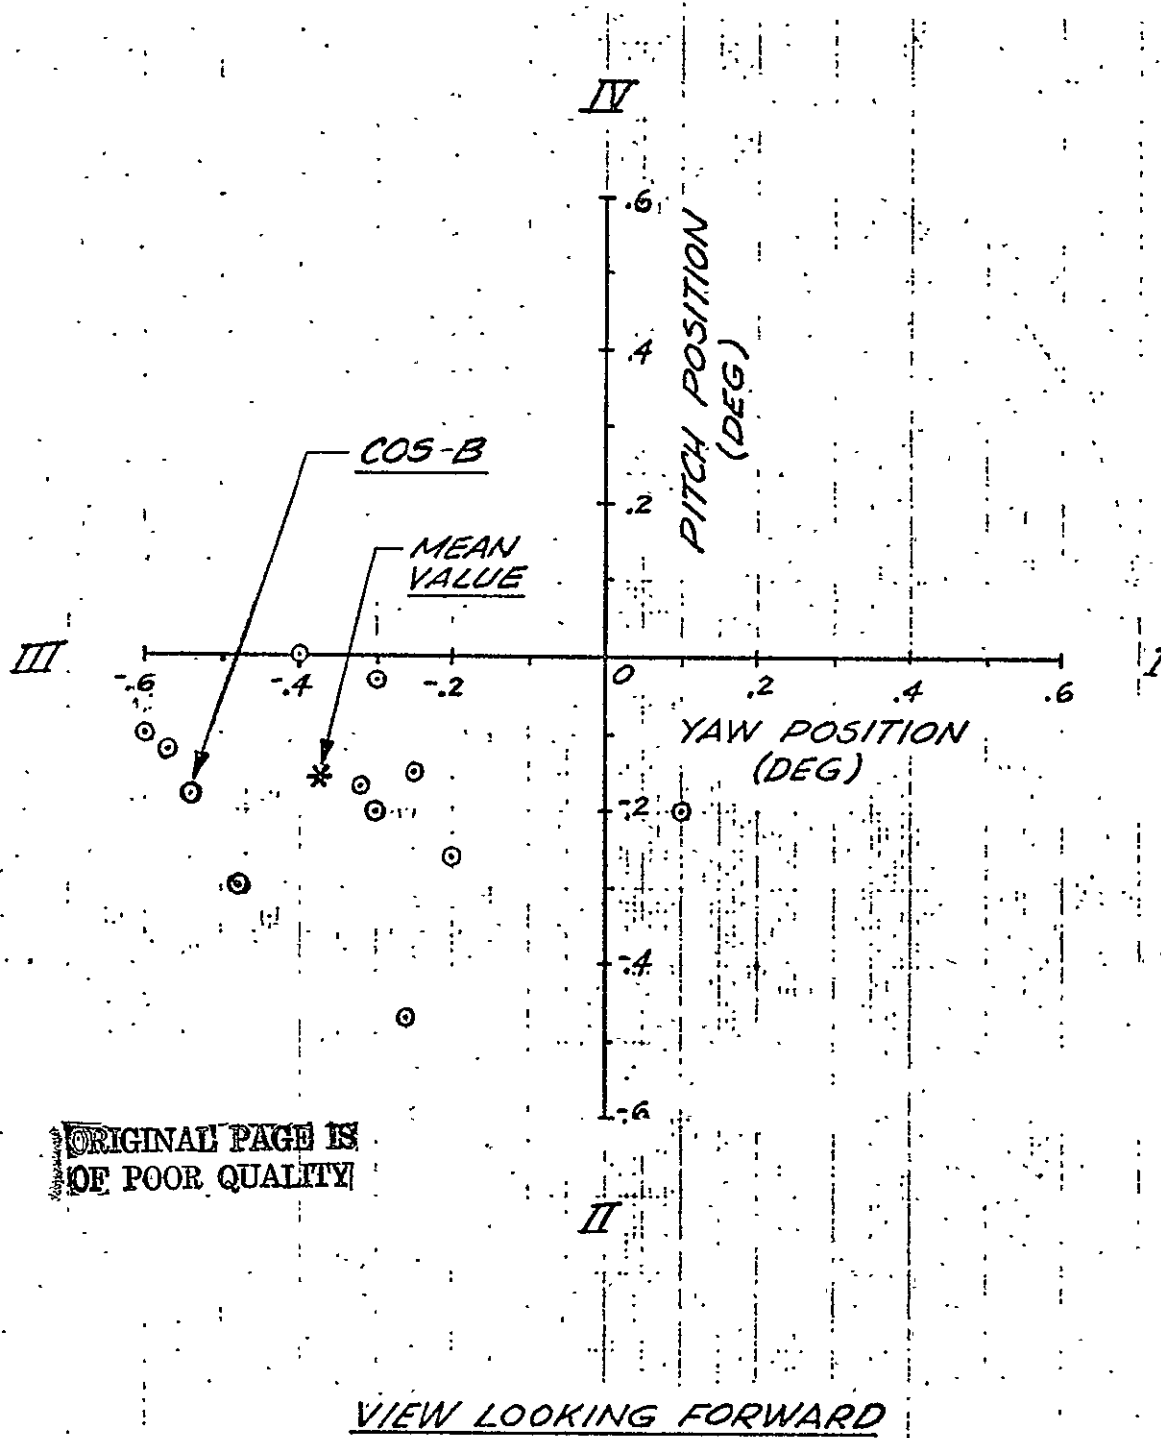 IV
.6
PITCH POSITION
(DEG)
.4
COS-B
.2
MEAN
VALUE
III
-.6
-.4
-.2
0
.2
.4
.6
I
YAW POSITION
(DEG)
-.2
-.4
-.6
ORIGINAL PAGE IS
OF POOR QUALITY
II
VIEW LOOKING FORWARD